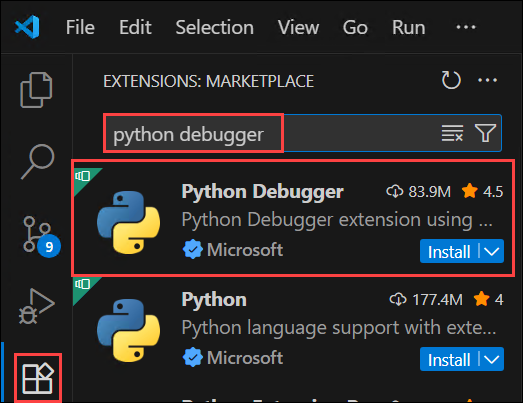 File Edit Selection View Go Run ...
EXTENSIONS: MARKETPLACE
python debugger
Python Debugger 83.9M 4.5
Python Debugger extension using ...
Microsoft Install
9
Python 177.4M 4
Python language support with exte...
Microsoft Install